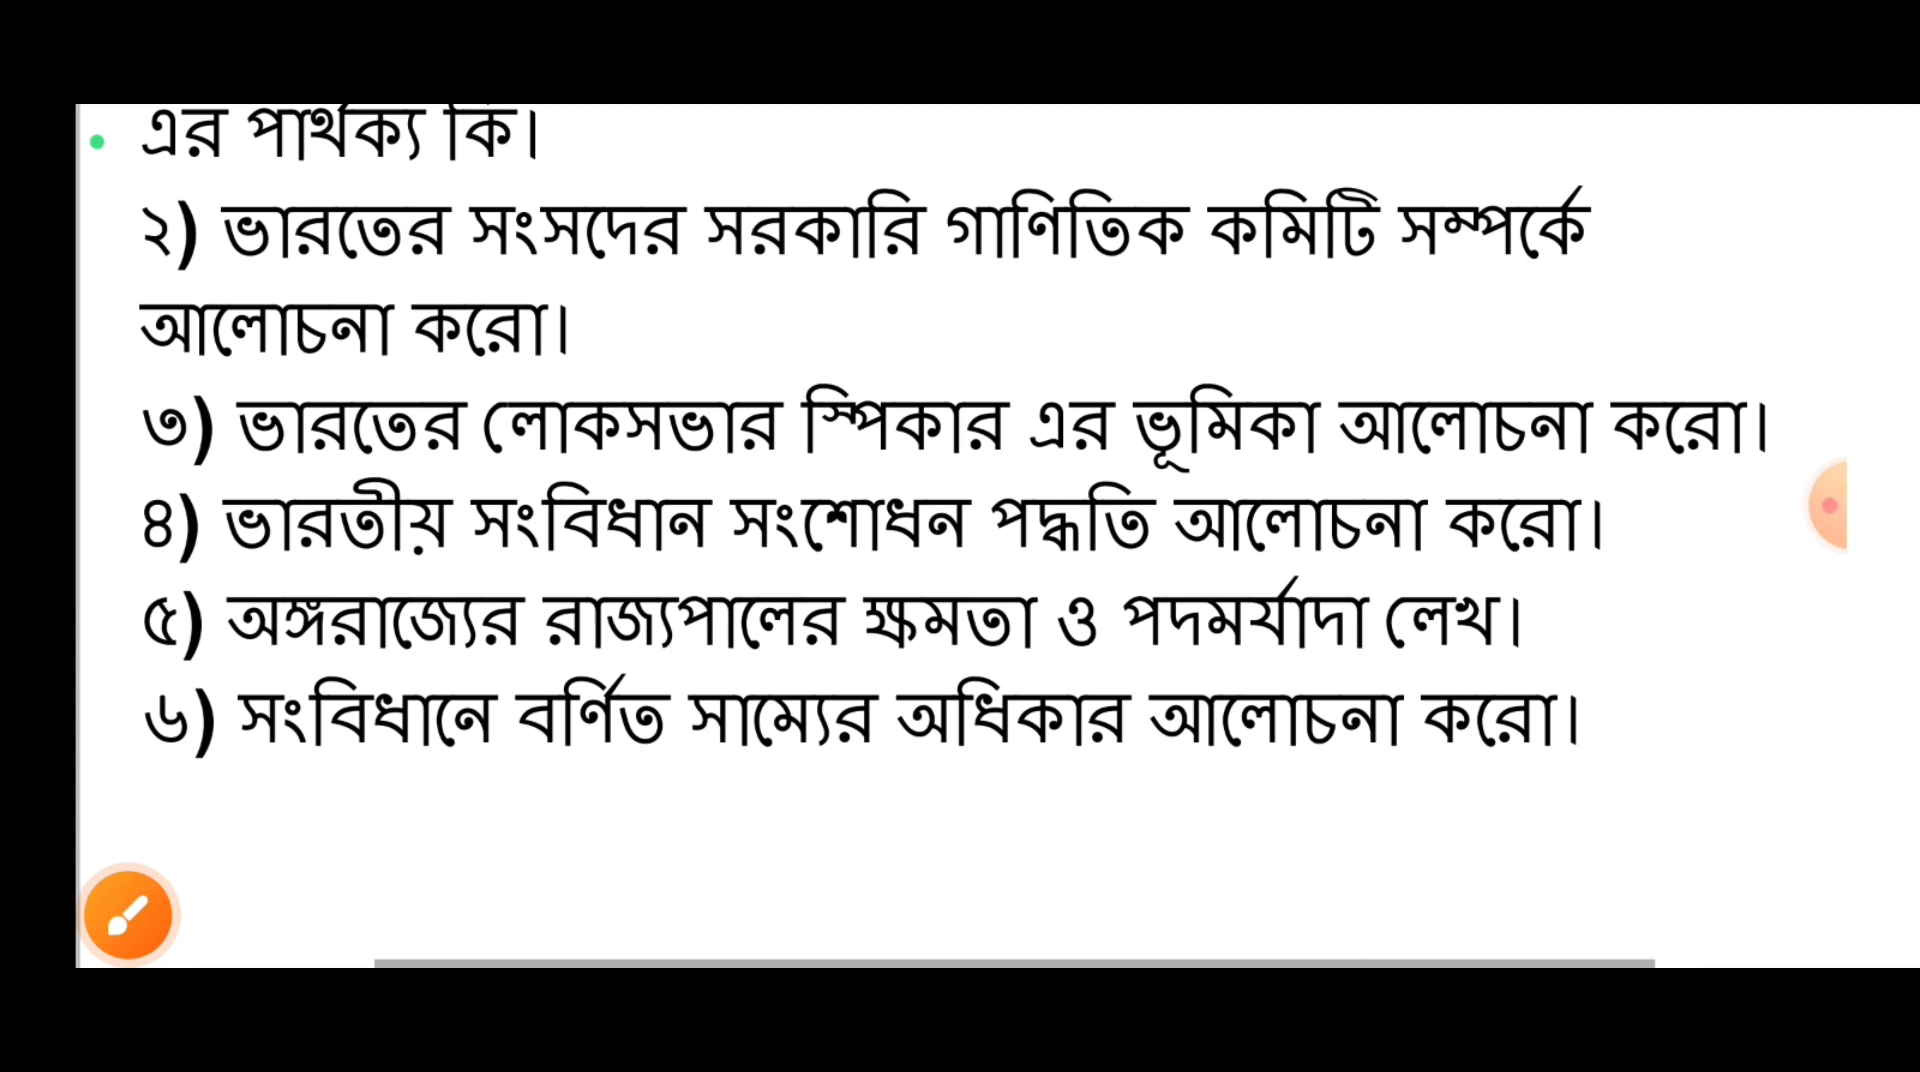 এর পার্থক্য কি।
২) ভারতের সংসদের সরকারি গাণিতিক কমিটি সম্পর্কে
আলোচনা করো।
৩) ভারতের লোকসভার স্পিকার এর ভূমিকা আলোচনা করো।
৪) ভারতীয় সংবিধান সংশোধন পদ্ধতি আলোচনা করো।
৫) অঙ্গরাজ্যের রাজ্যপালের ক্ষমতা ও পদমর্যাদা লেখ।
৬) সংবিধানে বর্ণিত সাম্যের অধিকার আলোচনা করো।